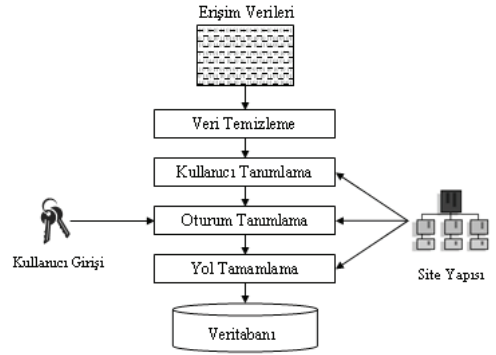 Erişim Verileri
Veri Temizleme
Kullanıcı Tanımlama
Oturum Tanımlama
Kullanıcı Girişi
Yol Tamamlama
Site Yapısı
Veritabanı